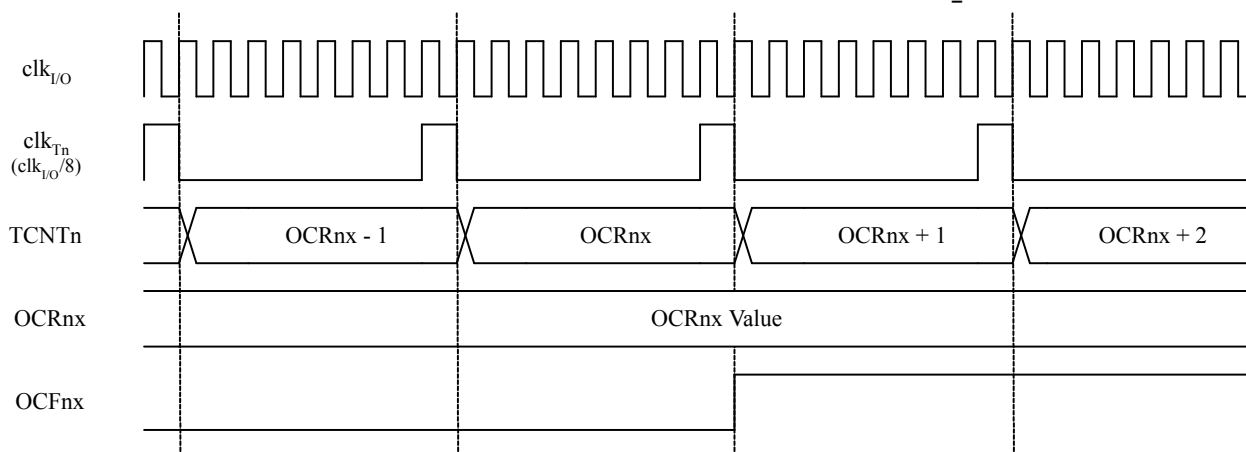 clkI/O
clkTn
(clkI/O/8)
TCNTn
OCRnx - 1
OCRnx
OCRnx + 1
OCRnx + 2
OCRnx
OCRnx Value
OCFnx